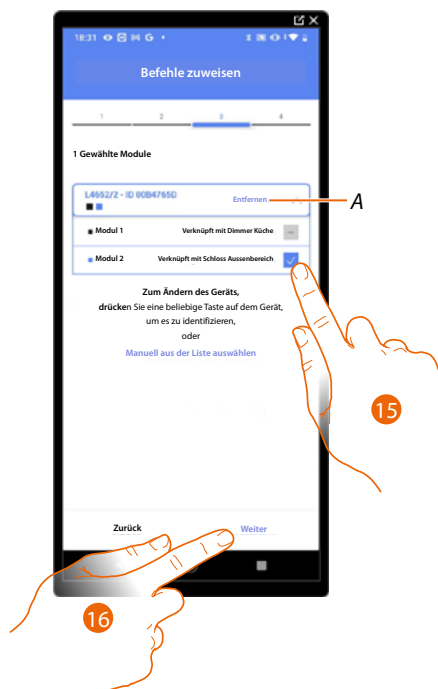 18:31
Befehle zuweisen
1 2 3 4
1 Gewählte Module
L4652/2 - ID 00B4765D
Entfernen
A
Modul 1 Verknüpft mit Dimmer Küche
Modul 2 Verknüpft mit Schloss Aussenbereich
Zum Ändern des Geräts,
drücken Sie eine beliebige Taste auf dem Gerät,
um es zu identifizieren,
oder
Manuell aus der Liste auswählen
15
Zurück Weiter
16